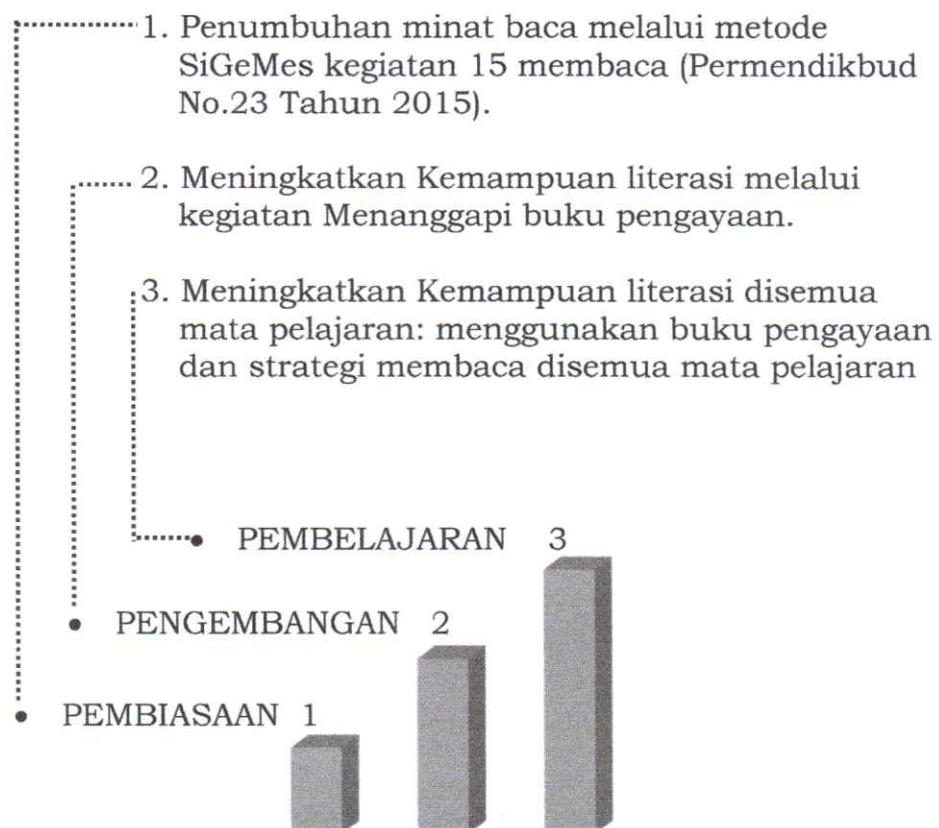 1. Penumbuhan minat baca melalui metode
SiGeMes kegiatan 15 membaca (Permendikbud
No.23 Tahun 2015).
2. Meningkatkan Kemampuan literasi melalui
kegiatan Menanggapi buku pengayaan.
3. Meningkatkan Kemampuan literasi disemua
mata pelajaran: menggunakan buku pengayaan
dan strategi membaca disemua mata pelajaran
• PEMBELAJARAN 3
• PENGEMBANGAN 2
• PEMBIASAAN 1